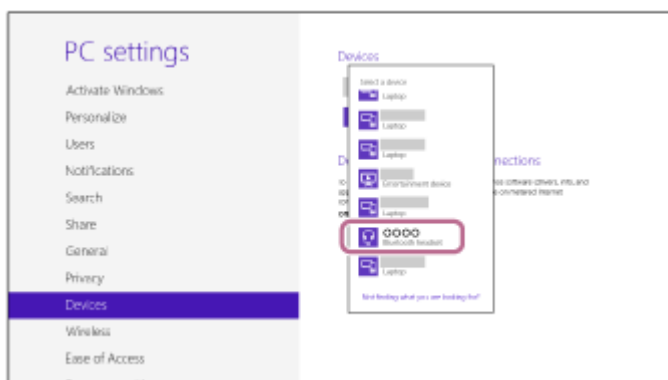 PC settings
Activate Windows
Personalize
Users
Notifications
Search
Share
General
Privacy
Devices
Wireless
Ease of Access
Devices
Select a device
Laptop
Laptop
Laptop
Entertainment device
Laptop
OOOO
Bluetooth headset
Laptop
Not finding what you are looking for?
nections